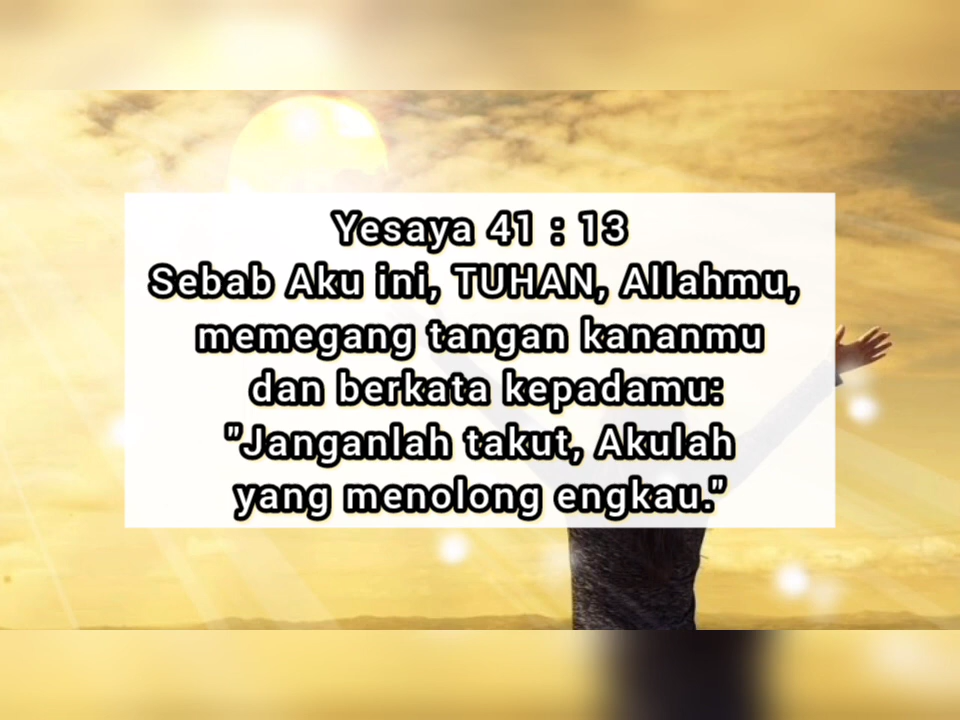 Yesaya 41 : 13
Sebab Aku ini, TUHAN, Allahmu,
memegang tangan kananmu
dan berkata kepadamu:
"Janganlah takut, Akulah
yang menolong engkau."